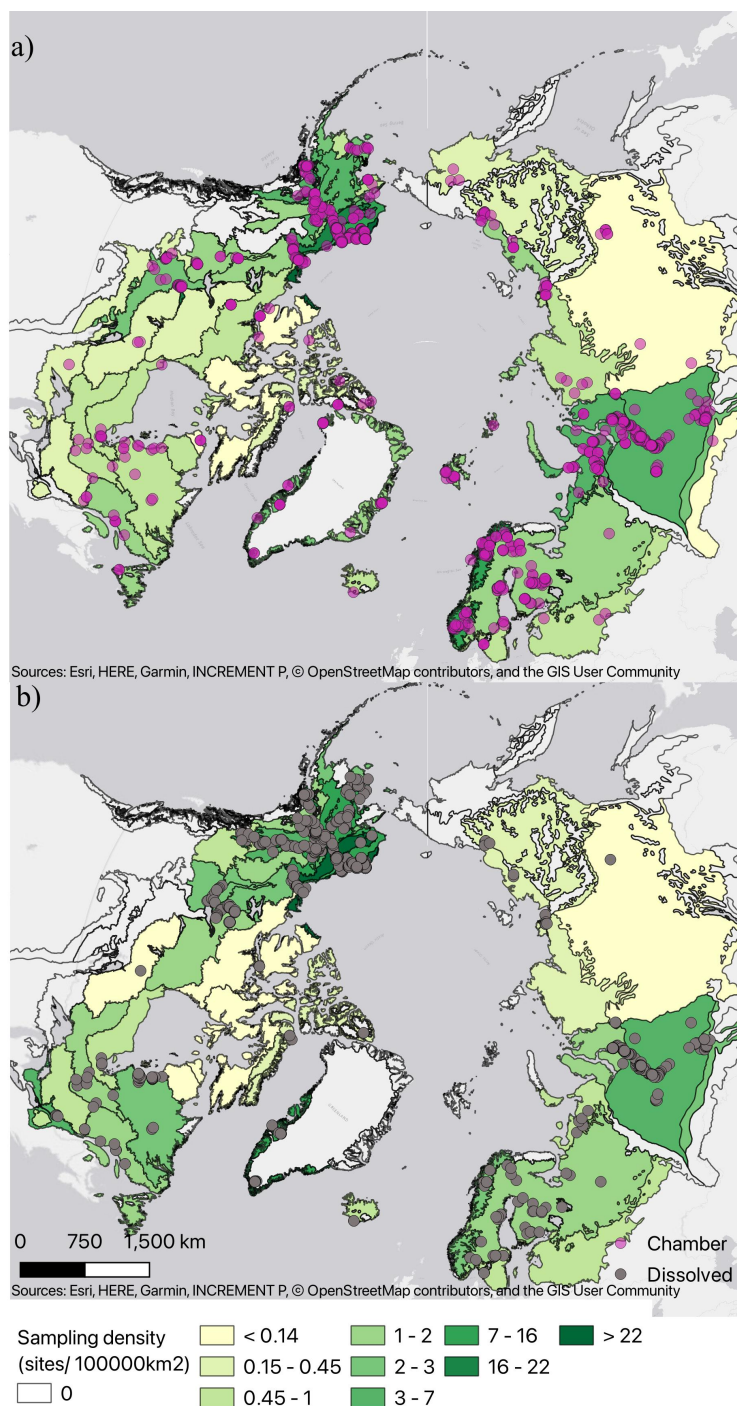 a)
Sources: Esri, HERE, Garmin, INCREMENT P, © OpenStreetMap contributors, and the GIS User Community
b)
0 750 1,500 km
Chamber
Dissolved
Sources: Esri, HERE, Garmin, INCREMENT P, © OpenStreetMap contributors, and the GIS User Community
Sampling density
(sites/ 100000km2)
0
< 0.14
0.15 - 0.45
0.45 - 1
1 - 2
2 - 3
3 - 7
7 - 16
16 - 22
> 22